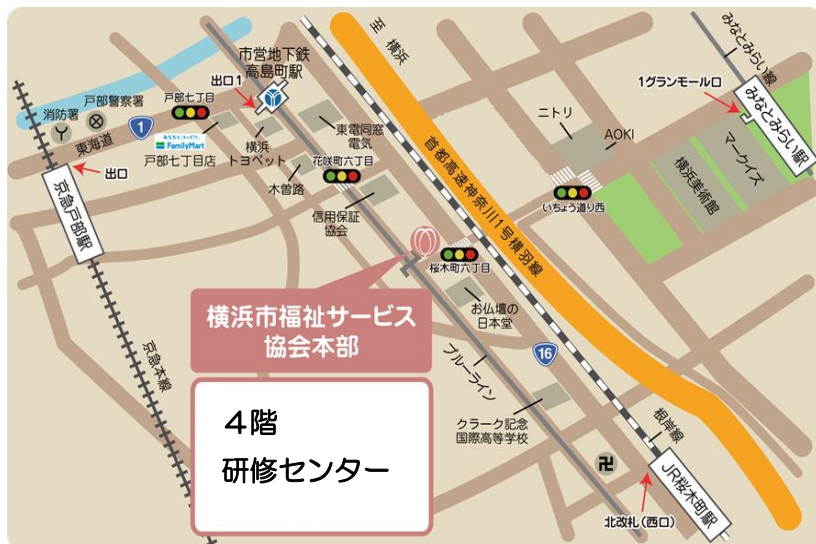 至 横浜
みなとみらい線
市営地下鉄
高島町駅
出口1
1グランモール口
みなとみらい駅
消防署
戸部警察署
戸部七丁目
1
東海道
あなたと、コンビに、
FamilyMart
戸部七丁目店
横浜
トヨペット
東電同窓
電気
ニトリ
AOKI
マークイズ
横浜美術館
出口
木曽路
花咲町六丁目
いちょう通り西
首都高速神奈川1号横羽線
京急戸部駅
信用保証
協会
桜木町六丁目
横浜市福祉サービス
協会本部
お仏壇の
日本堂
16
ブルーライン
京急本線
4階
研修センター
クラーク記念
国際高等学校
根岸線
卍
JR桜木町駅
北改札(西口)